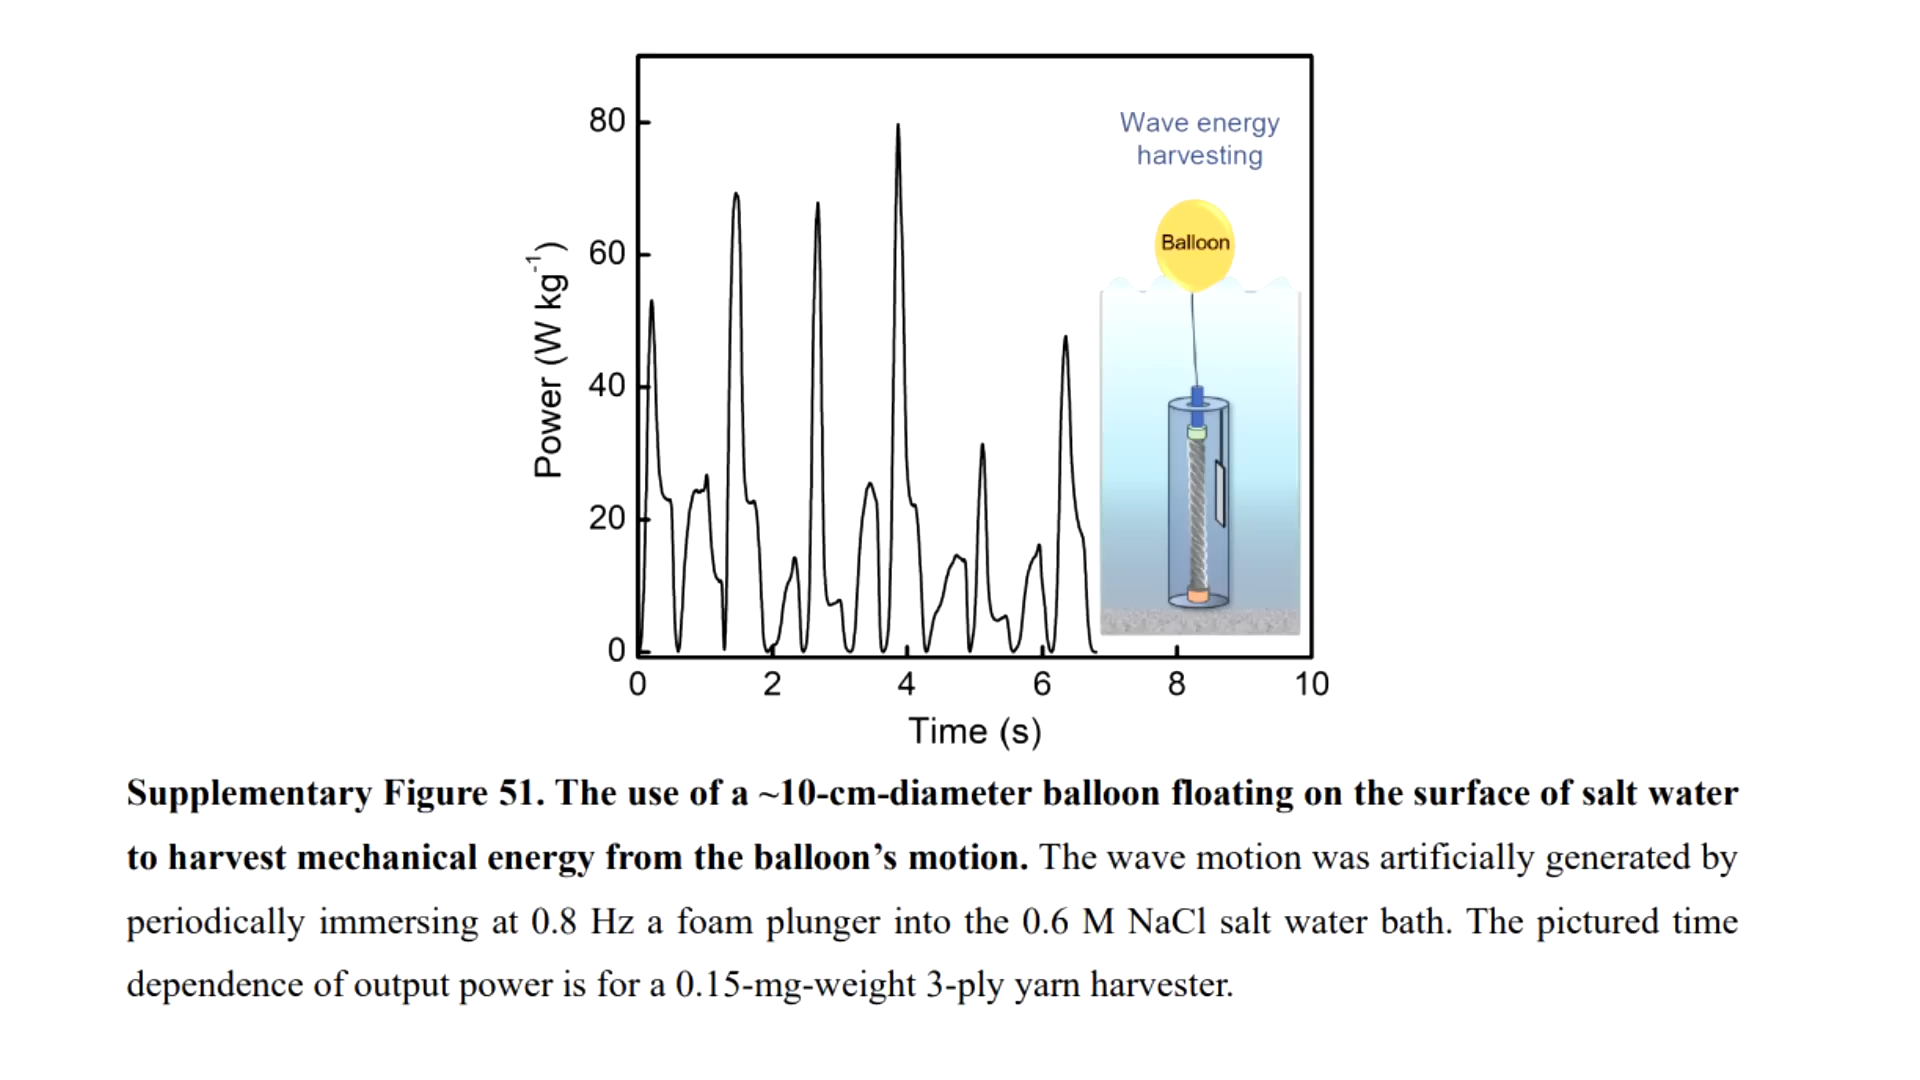 80
60
40
20
0
Power (W kg⁻¹)
0 2 4 6 8 10
Time (s)
Wave energy
harvesting
Balloon
Supplementary Figure 51. The use of a ~10-cm-diameter balloon floating on the surface of salt water
to harvest mechanical energy from the balloon’s motion. The wave motion was artificially generated by
periodically immersing at 0.8 Hz a foam plunger into the 0.6 M NaCl salt water bath. The pictured time
dependence of output power is for a 0.15-mg-weight 3-ply yarn harvester.